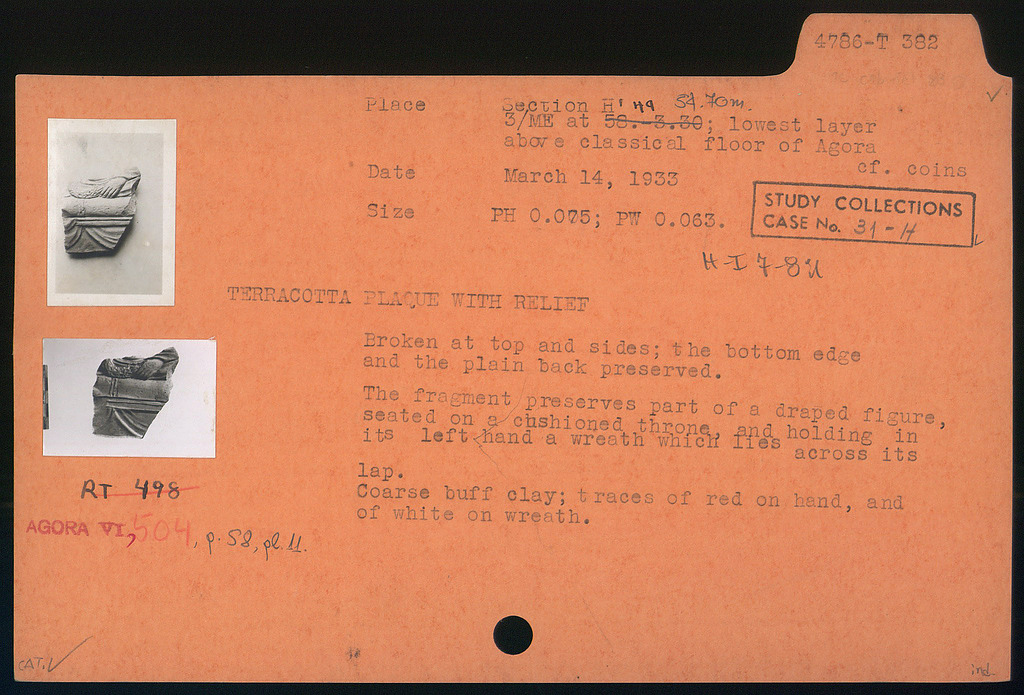 4786-T 382
Place Section H' 54.70m.
3/ME at 58.-3.30; lowest layer
above classical floor of Agora
cf. coins
Date March 14, 1933
Size PH 0.075; PW 0.063.
STUDY COLLECTIONS
CASE No. 31-H
H-I 7-8
TERRACOTTA PLAQUE WITH RELIEF
Broken at top and sides; the bottom edge
and the plain back preserved.
The fragment preserves part of a draped figure,
seated on a cushioned throne, and holding in
its left hand a wreath which lies across its
lap.
Coarse buff clay; traces of red on hand, and
of white on wreath.
RT 498
AGORA VI, 504, p. 58, pl. 11.
CAT.
ind.